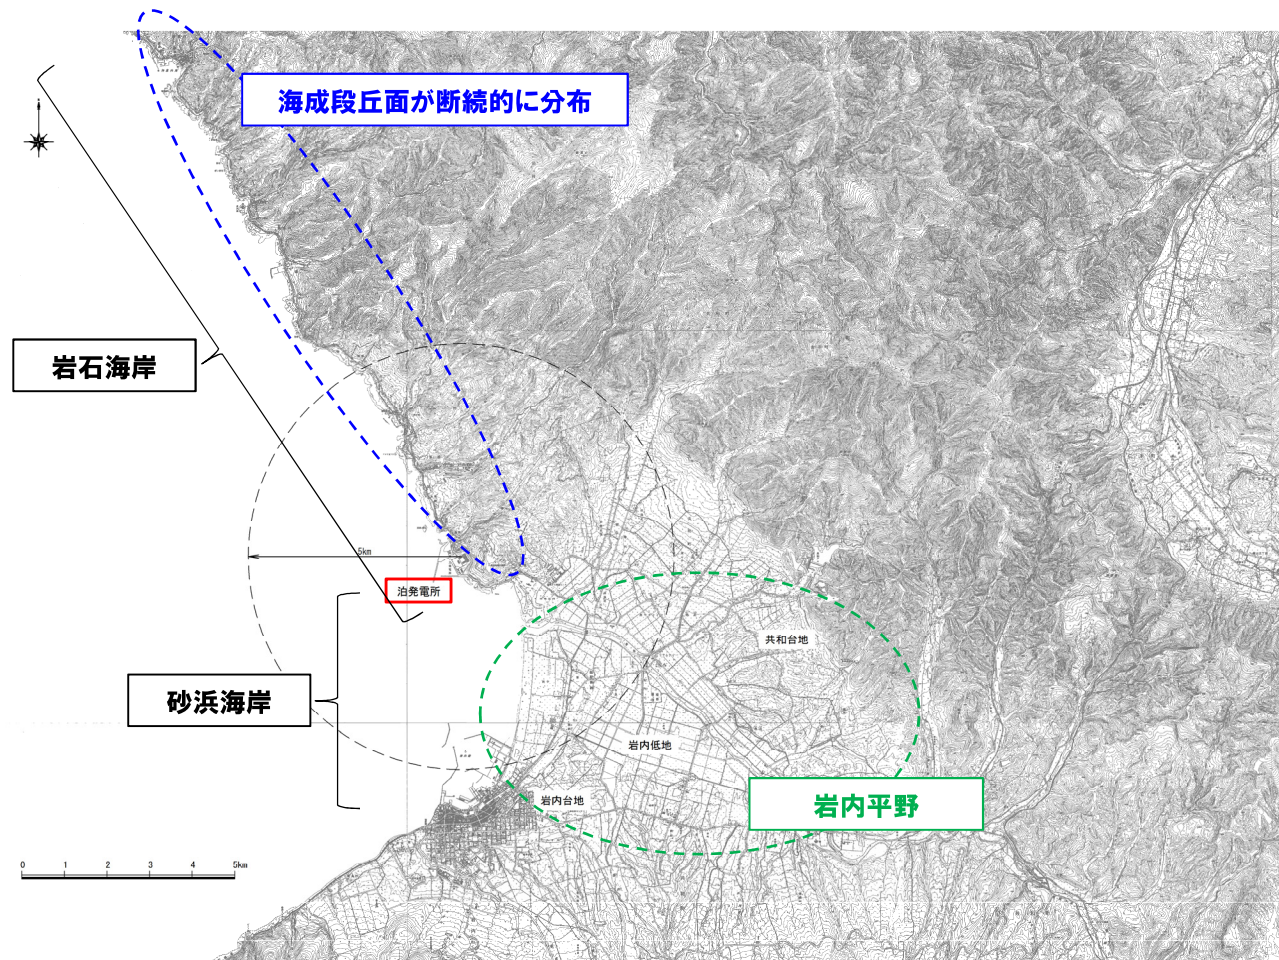 海成段丘面が断続的に分布
岩石海岸
5km
泊発電所
共和台地
砂浜海岸
岩内低地
岩内台地
岩内平野
0 1 2 3 4 5km